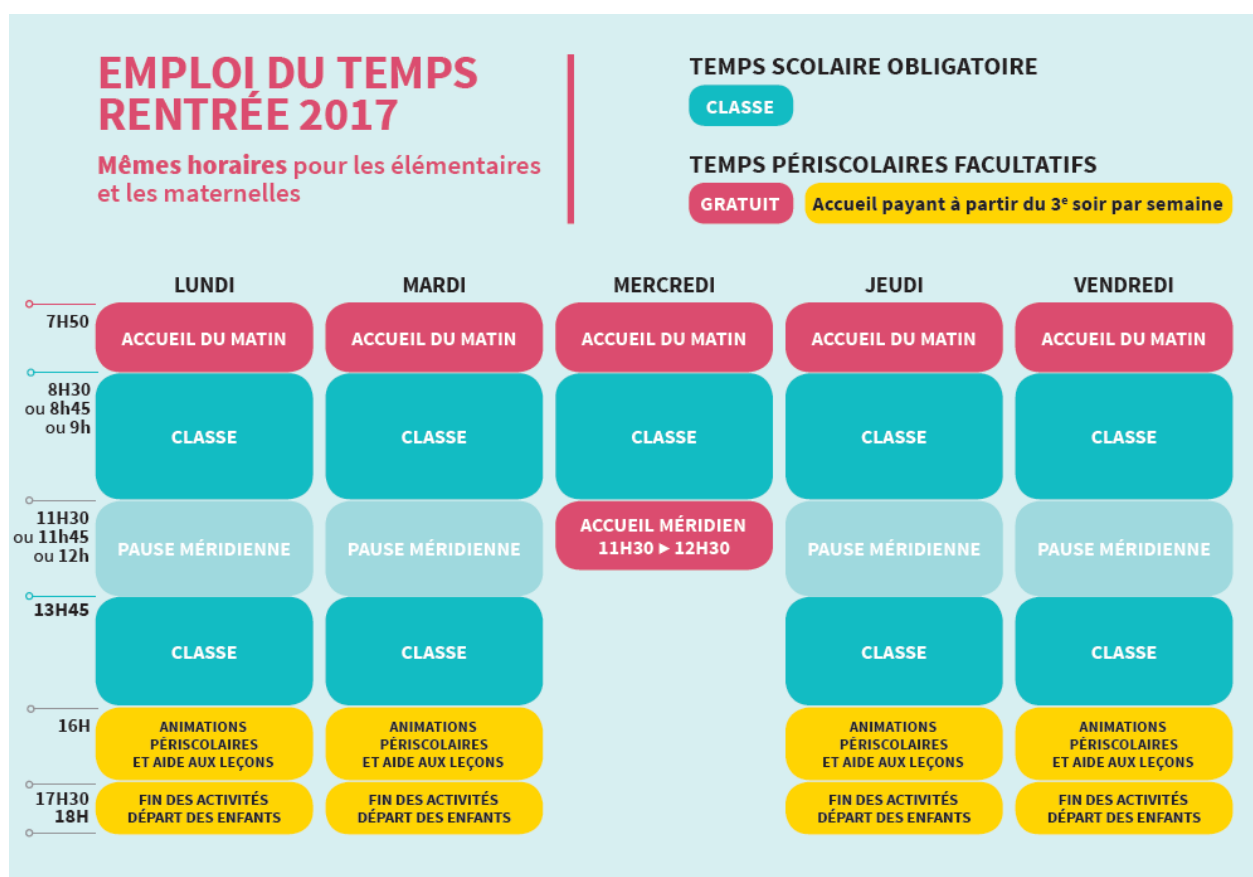 EMPLOI DU TEMPS
RENTRÉE 2017
Mêmes horaires pour les élémentaires
et les maternelles
TEMPS SCOLAIRE OBLIGATOIRE
CLASSE
TEMPS PÉRISCOLAIRES FACULTATIFS
GRATUIT
Accueil payant à partir du 3e soir par semaine
LUNDI MARDI MERCREDI JEUDI VENDREDI
7H50
ACCUEIL DU MATIN ACCUEIL DU MATIN ACCUEIL DU MATIN ACCUEIL DU MATIN ACCUEIL DU MATIN
8H30
ou 8h45
ou 9h
CLASSE CLASSE CLASSE CLASSE CLASSE
11H30
ou 11h45
ou 12h
PAUSE MÉRIDIENNE PAUSE MÉRIDIENNE
ACCUEIL MÉRIDIEN
11H30 ▶ 12H30
PAUSE MÉRIDIENNE PAUSE MÉRIDIENNE
13H45
CLASSE CLASSE CLASSE CLASSE
16H
ANIMATIONS
PÉRISCOLAIRES
ET AIDE AUX LEÇONS
ANIMATIONS
PÉRISCOLAIRES
ET AIDE AUX LEÇONS
ANIMATIONS
PÉRISCOLAIRES
ET AIDE AUX LEÇONS
ANIMATIONS
PÉRISCOLAIRES
ET AIDE AUX LEÇONS
17H30
18H
FIN DES ACTIVITÉS
DÉPART DES ENFANTS
FIN DES ACTIVITÉS
DÉPART DES ENFANTS
FIN DES ACTIVITÉS
DÉPART DES ENFANTS
FIN DES ACTIVITÉS
DÉPART DES ENFANTS